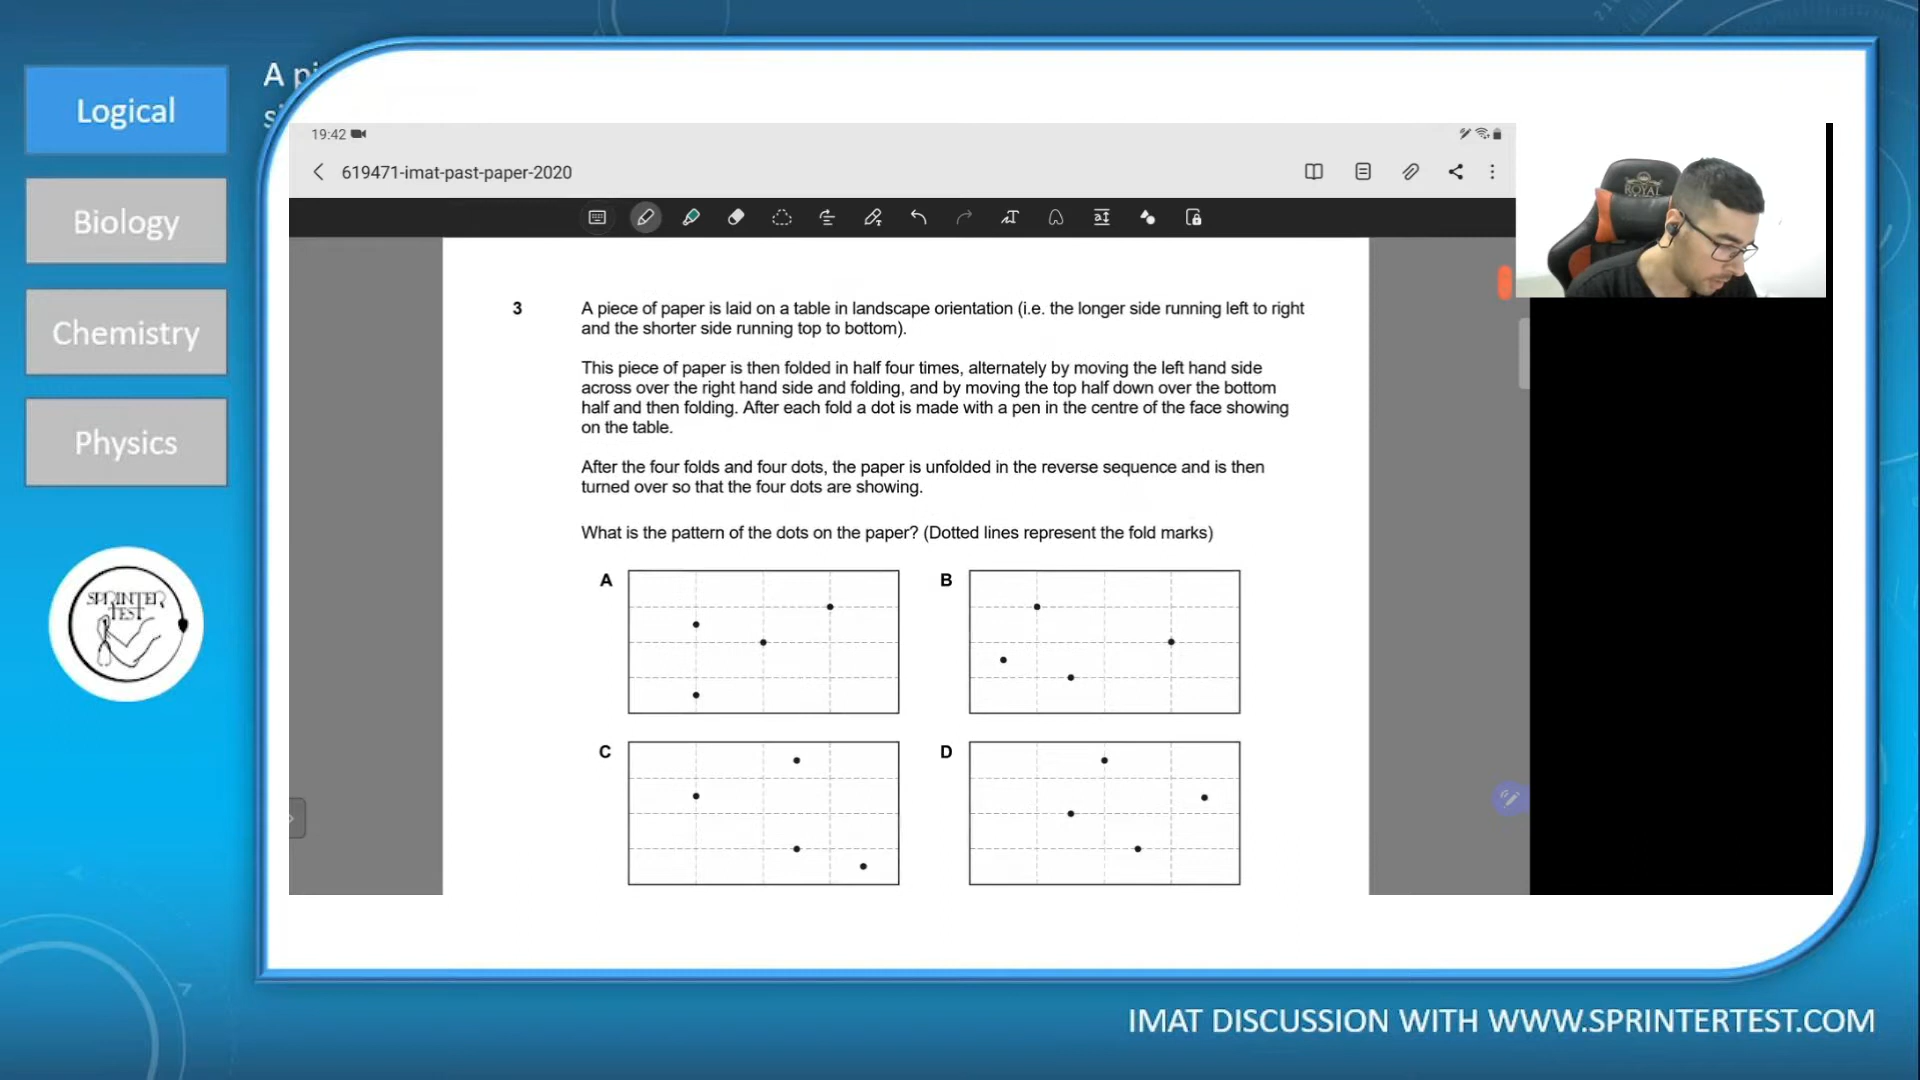 Logical
Biology
Chemistry
Physics
SPRINTER
TEST
A pi
19:42
619471-imat-past-paper-2020
ROYAL
3
A piece of paper is laid on a table in landscape orientation (i.e. the longer side running left to right
and the shorter side running top to bottom).
This piece of paper is then folded in half four times, alternately by moving the left hand side
across over the right hand side and folding, and by moving the top half down over the bottom
half and then folding. After each fold a dot is made with a pen in the centre of the face showing
on the table.
After the four folds and four dots, the paper is unfolded in the reverse sequence and is then
turned over so that the four dots are showing.
What is the pattern of the dots on the paper? (Dotted lines represent the fold marks)
A
B
C
D
IMAT DISCUSSION WITH WWW.SPRINTERTEST.COM